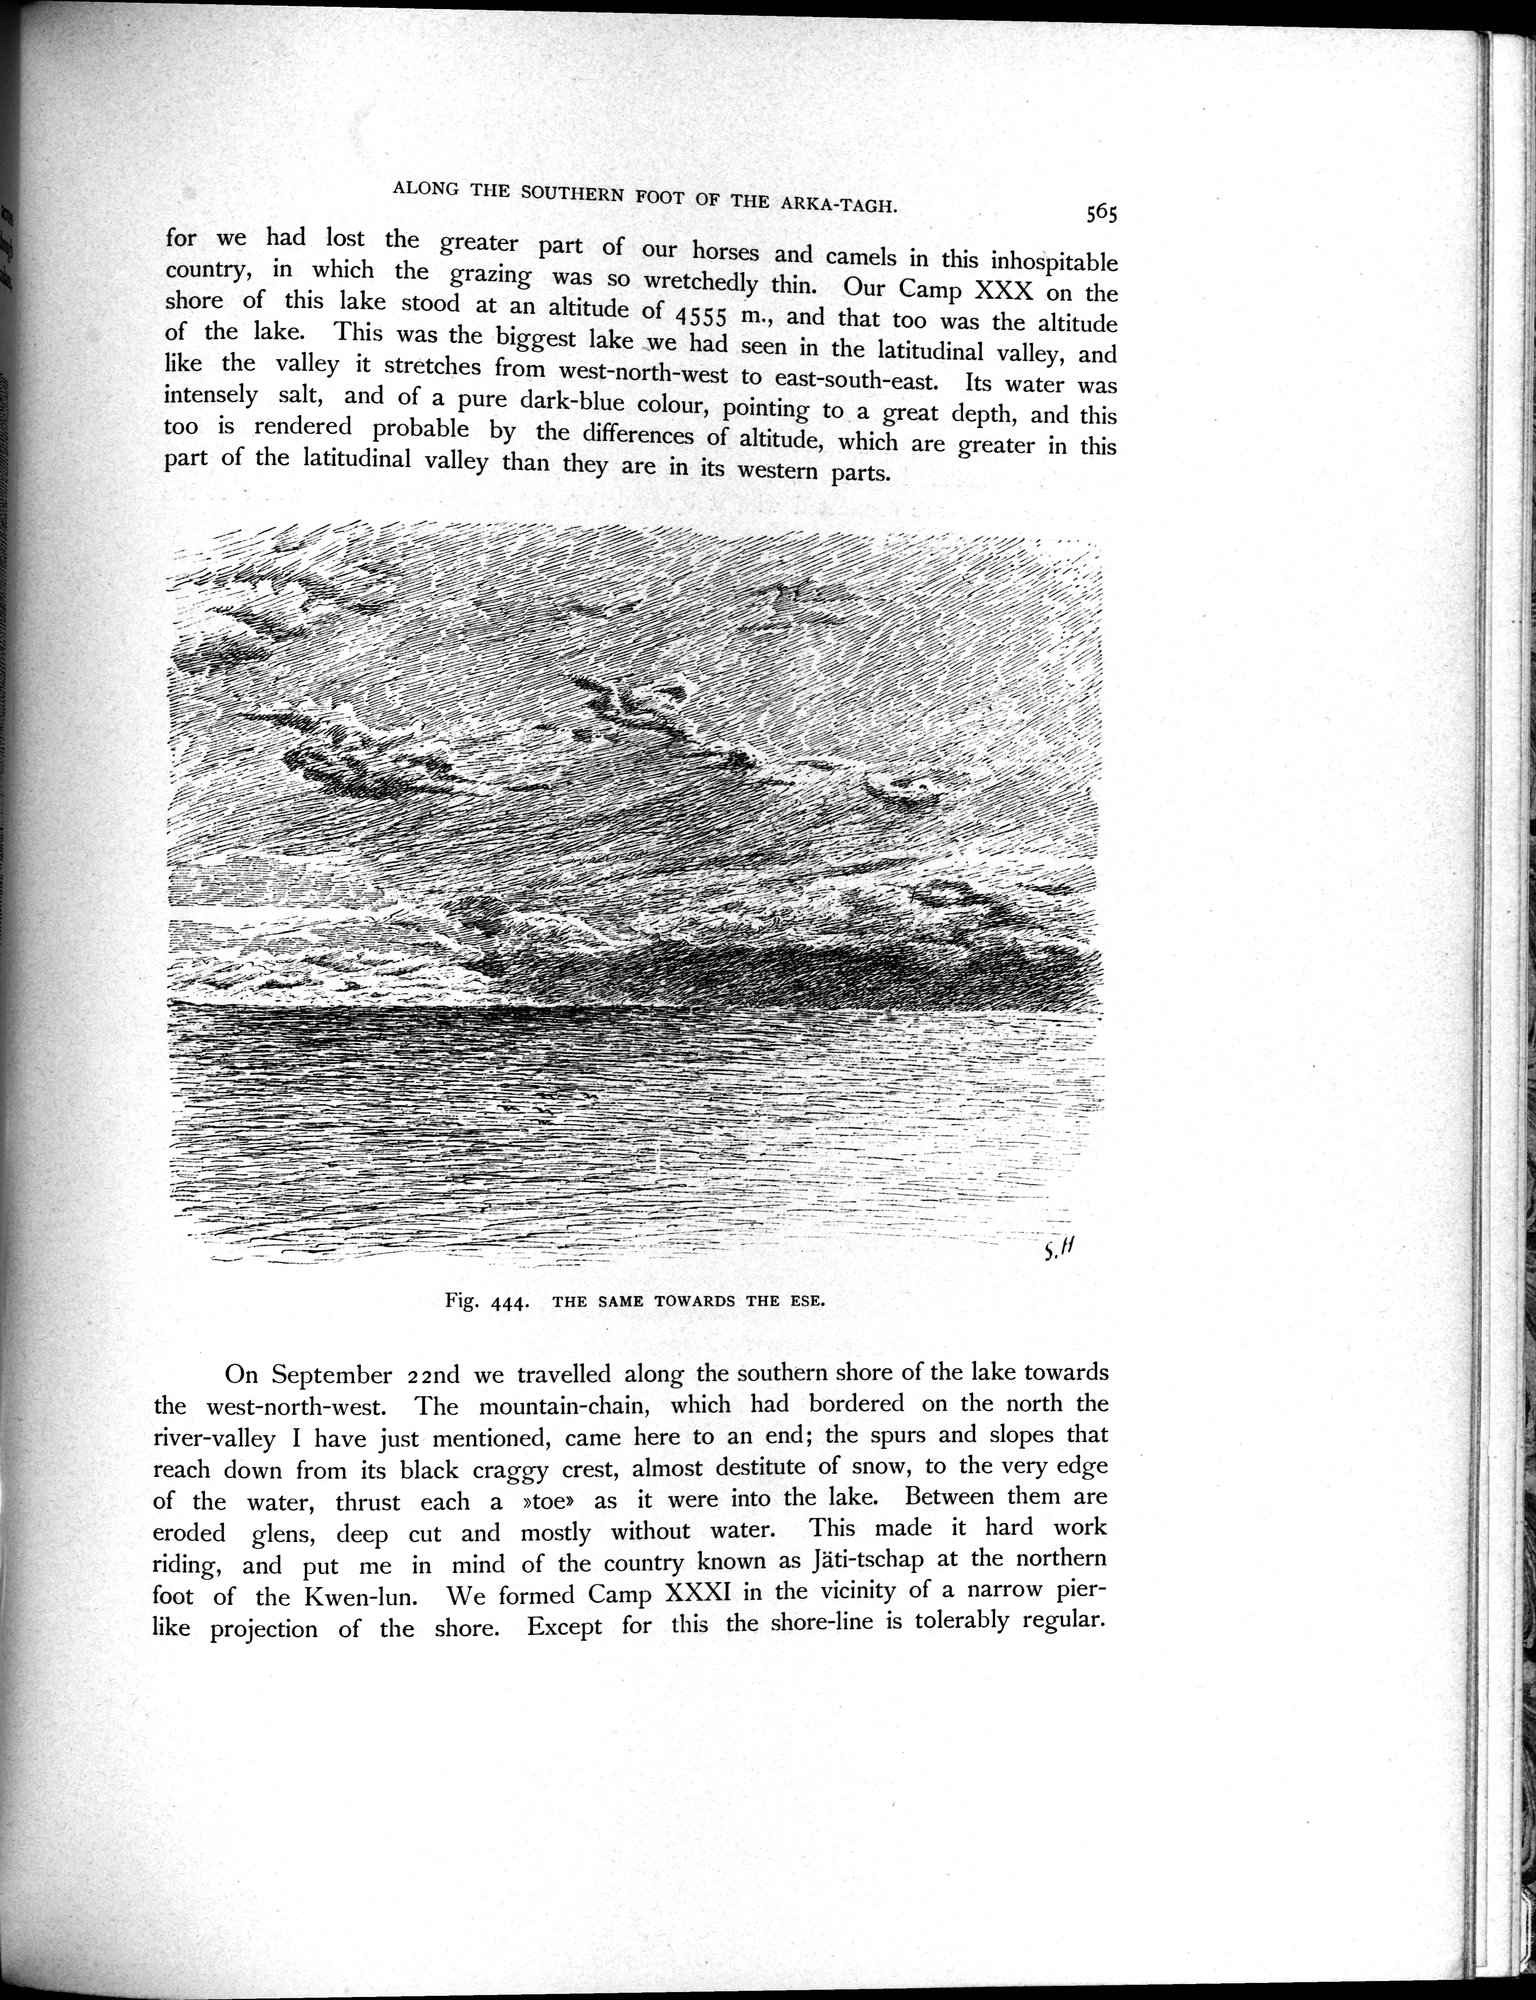 ALONG THE SOUTHERN FOOT OF THE ARKA-TAGH.
565
for we had lost the greater part of our horses and camels in this inhospitable
country, in which the grazing was so wretchedly thin. Our Camp XXX on the
shore of this lake stood at an altitude of 4555 m., and that too was the altitude
of the lake. This was the biggest lake we had seen in the latitudinal valley, and
like the valley it stretches from west-north-west to east-south-east. Its water was
intensely salt, and of a pure dark-blue colour, pointing to a great depth, and this
too is rendered probable by the differences of altitude, which are greater in this
part of the latitudinal valley than they are in its western parts.
S.H
Fig. 444. THE SAME TOWARDS THE ESE.
On September 22nd we travelled along the southern shore of the lake towards
the west-north-west. The mountain-chain, which had bordered on the north the
river-valley I have just mentioned, came here to an end; the spurs and slopes that
reach down from its black craggy crest, almost destitute of snow, to the very edge
of the water, thrust each a »toe» as it were into the lake. Between them are
eroded glens, deep cut and mostly without water. This made it hard work
riding, and put me in mind of the country known as Jäti-tschap at the northern
foot of the Kwen-lun. We formed Camp XXXI in the vicinity of a narrow pier-
like projection of the shore. Except for this the shore-line is tolerably regular.